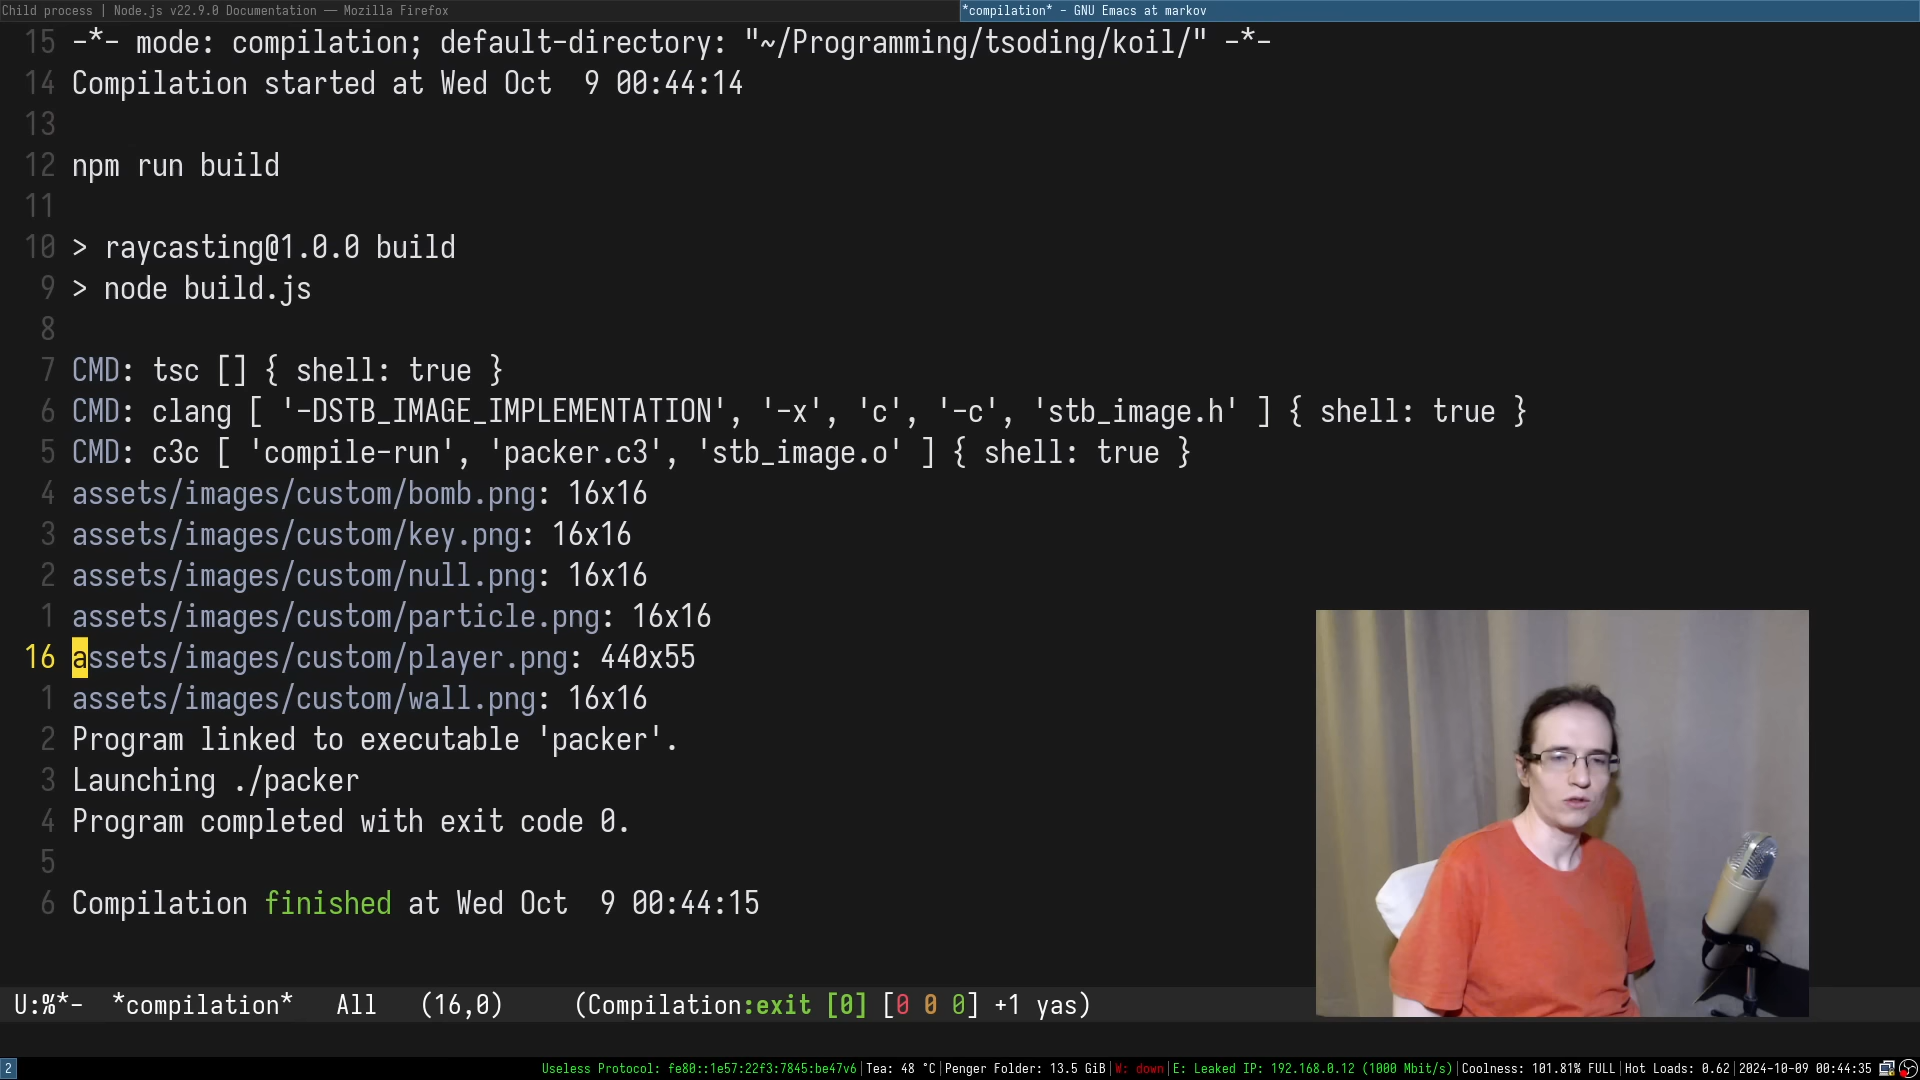 Child process | Node.js v22.9.0 Documentation — Mozilla Firefox
*compilation* - GNU Emacs at markov
15 -*- mode: compilation; default-directory: "~/Programming/tsoding/koil/" -*-
14 Compilation started at Wed Oct  9 00:44:14
13
12 npm run build
11
10 > raycasting@1.0.0 build
9 > node build.js
8
7 CMD: tsc [] { shell: true }
6 CMD: clang [ '-DSTB_IMAGE_IMPLEMENTATION', '-x', 'c', '-c', 'stb_image.h' ] { shell: true }
5 CMD: c3c [ 'compile-run', 'packer.c3', 'stb_image.o' ] { shell: true }
4 assets/images/custom/bomb.png: 16x16
3 assets/images/custom/key.png: 16x16
2 assets/images/custom/null.png: 16x16
1 assets/images/custom/particle.png: 16x16
16 assets/images/custom/player.png: 440x55
1 assets/images/custom/wall.png: 16x16
2 Program linked to executable 'packer'.
3 Launching ./packer
4 Program completed with exit code 0.
5
6 Compilation finished at Wed Oct  9 00:44:15
U:%*-  *compilation*   All   (16,0)     (Compilation:exit [0] [0 0 0] +1 yas)
2 Useless Protocol: fe80::1e57:22f3:7845:be47v6|Tea: 48 °C|Penger Folder: 13.5 GiB|W: down|E: Leaked IP: 192.168.0.12 (1000 Mbit/s)|Coolness: 101.81% FULL|Hot Loads: 0.62|2024-10-09 00:44:35